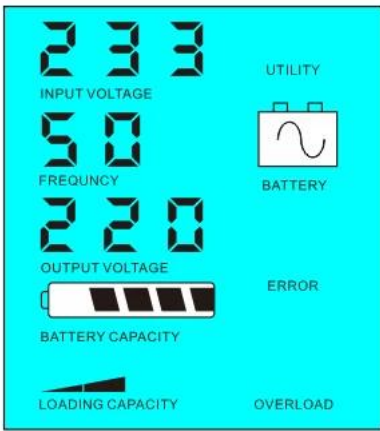 233
UTILITY
INPUT VOLTAGE
50
FREQUNCY
BATTERY
220
OUTPUT VOLTAGE
ERROR
BATTERY CAPACITY
LOADING CAPACITY
OVERLOAD